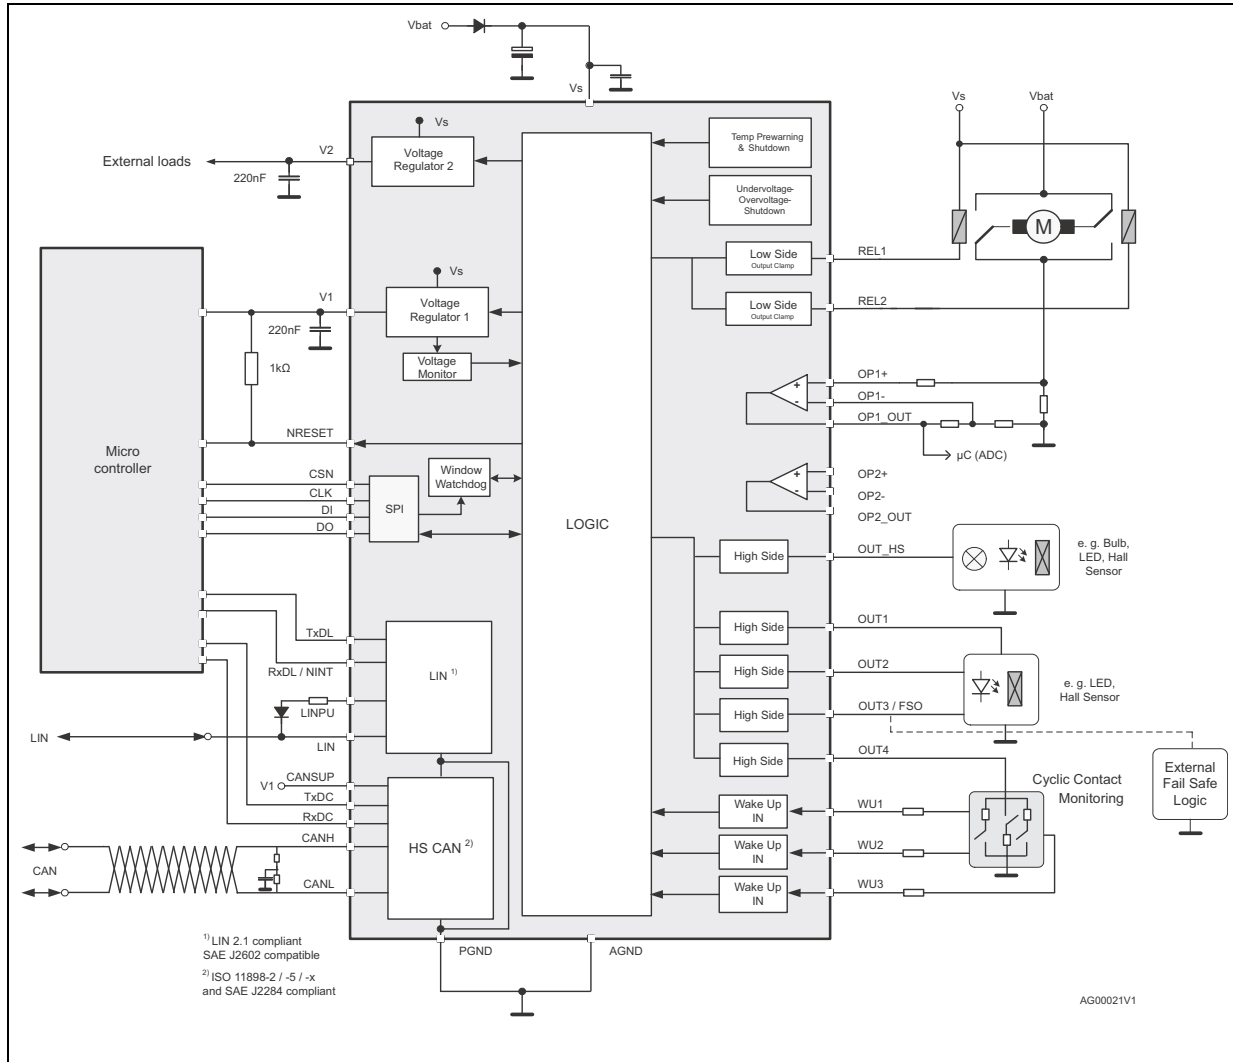 Vbat
Vs
Vs
Vbat
Vs
V2
External loads
220nF
Voltage
Regulator 2
Temp Prewarning
& Shutdown
Undervoltage-
Overvoltage-
Shutdown
M
Low Side
Output Clamp
REL1
Low Side
Output Clamp
REL2
Vs
V1
Voltage
Regulator 1
220nF
1kΩ
Voltage
Monitor
OP1+
OP1-
OP1_OUT
+
-
µC (ADC)
NRESET
Micro
controller
CSN
CLK
DI
DO
SPI
Window
Watchdog
LOGIC
+
-
OP2+
OP2-
OP2_OUT
High Side
OUT_HS
e. g. Bulb,
LED, Hall
Sensor
High Side
OUT1
High Side
OUT2
High Side
OUT3 / FSO
High Side
OUT4
e. g. LED,
Hall Sensor
TxDL
RxDL / NINT
LIN 1)
LINPU
LIN
LIN
V1
CANSUP
TxDC
RxDC
CANH
HS CAN 2)
CAN
CANL
External
Fail Safe
Logic
Cyclic Contact
Monitoring
Wake Up
IN
WU1
Wake Up
IN
WU2
Wake Up
IN
WU3
1) LIN 2.1 compliant
SAE J2602 compatible
2) ISO 11898-2 / -5 / -x
and SAE J2284 compliant
PGND
AGND
AG00021V1